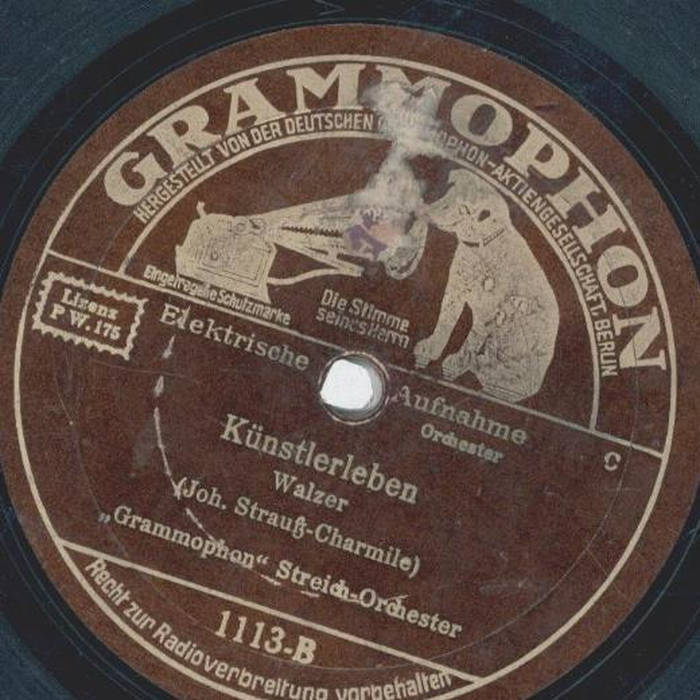 GRAMMOPHON
HERGESTELLT VON DER DEUTSCHEN GRAMMOPHON-AKTIENGESELLSCHAFT. BERLIN
Eingetragene Schutzmarke
Die Stimme
seines Herrn
Lizenz
P W. 175
Elektrische Aufnahme
Orchester
C
Künstlerleben
Walzer
(Joh. Strauß-Charmile)
„Grammophon“ Streich-Orchester
1113-B
Recht zur Radioverbreitung vorbehalten